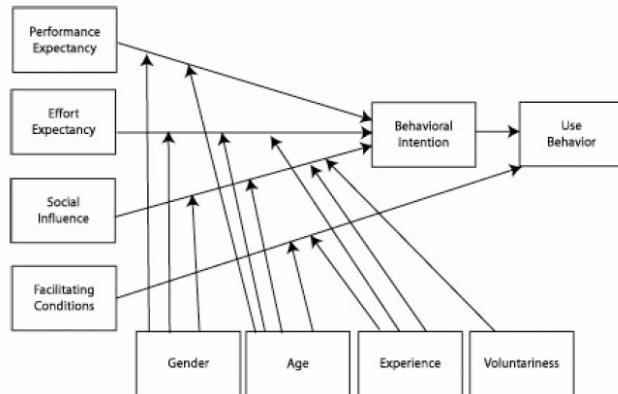 Performance
Expectancy
Effort
Expectancy
Behavioral
Intention
Use
Behavior
Social
Influence
Facilitating
Conditions
Gender
Age
Experience
Voluntariness